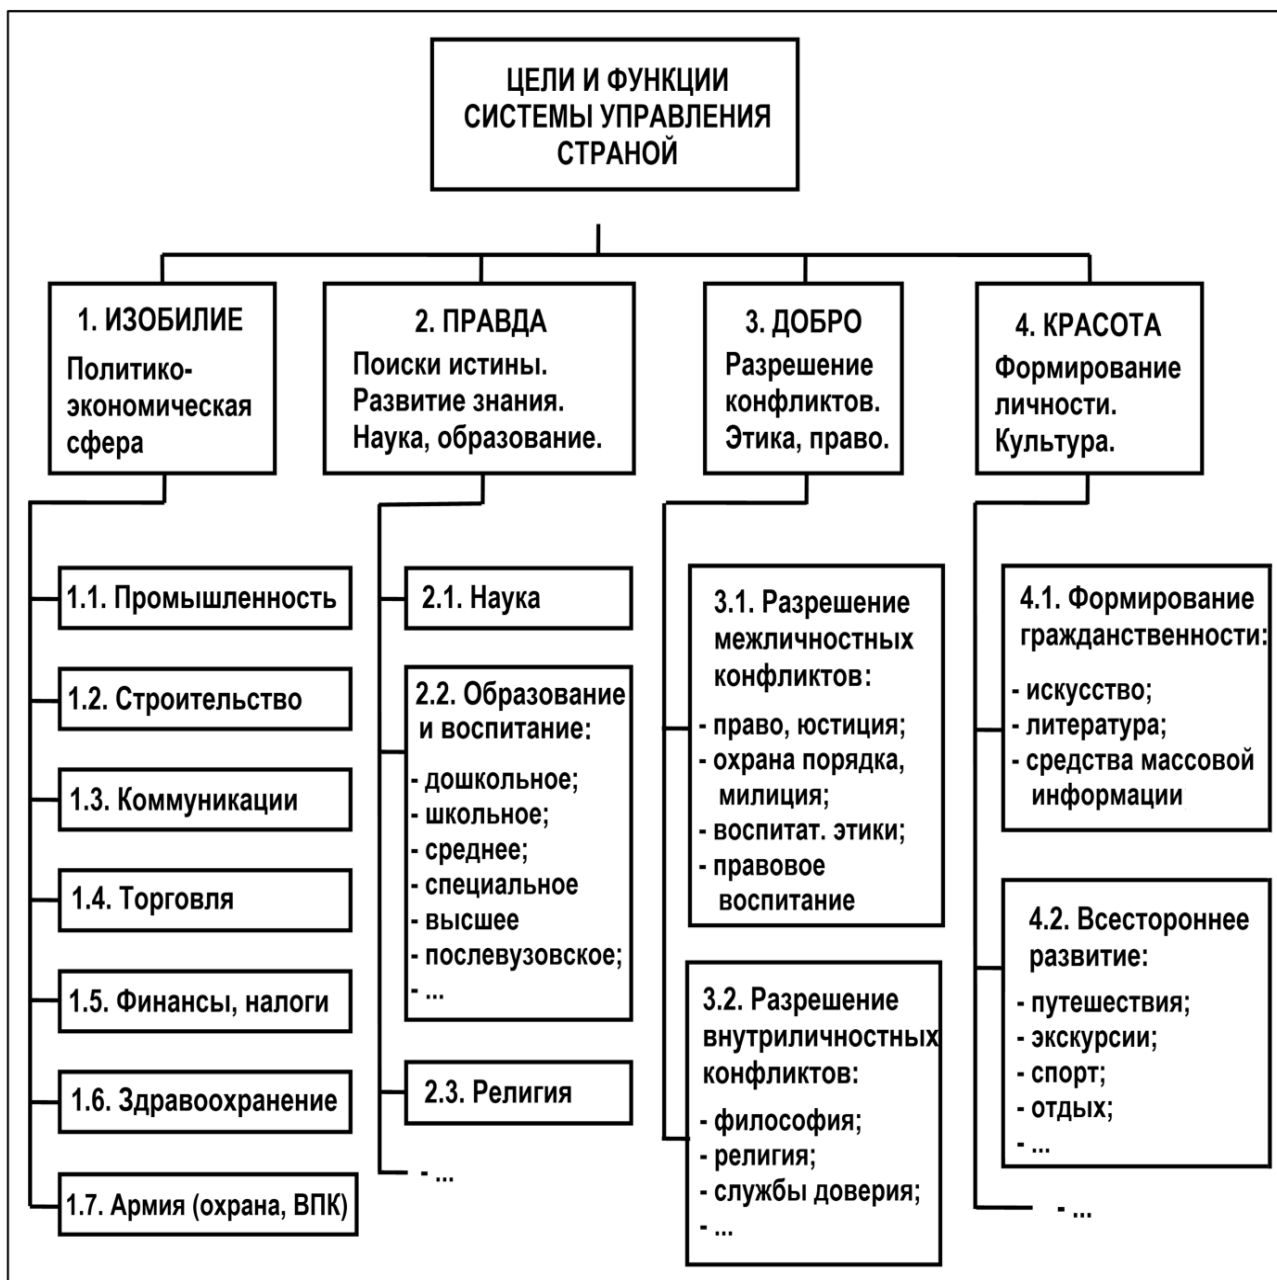 ЦЕЛИ И ФУНКЦИИ
СИСТЕМЫ УПРАВЛЕНИЯ
СТРАНОЙ
1. ИЗОБИЛИЕ
Политико-
экономическая
сфера
1.1. Промышленность
1.2. Строительство
1.3. Коммуникации
1.4. Торговля
1.5. Финансы, налоги
1.6. Здравоохранение
1.7. Армия (охрана, ВПК)
2. ПРАВДА
Поиски истины.
Развитие знания.
Наука, образование.
2.1. Наука
2.2. Образование
и воспитание:
- дошкольное;
- школьное;
- среднее;
- специальное
- высшее
- послевузовское;
- ...
2.3. Религия
- ...
3. ДОБРО
Разрешение
конфликтов.
Этика, право.
3.1. Разрешение
межличностных
конфликтов:
- право, юстиция;
- охрана порядка,
милиция;
- воспитат. этики;
- правовое
воспитание
3.2. Разрешение
внутриличностных
конфликтов:
- философия;
- религия;
- службы доверия;
- ...
4. КРАСОТА
Формирование
личности.
Культура.
4.1. Формирование
гражданственности:
- искусство;
- литература;
- средства массовой
информации
4.2. Всестороннее
развитие:
- путешествия;
- экскурсии;
- спорт;
- отдых;
- ...
- ...